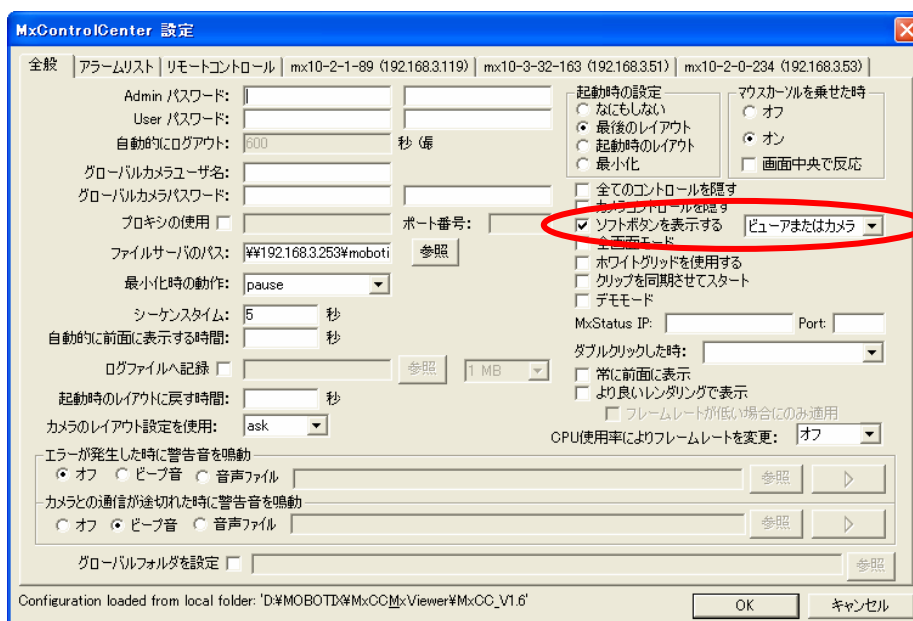 MxControlCenter 設定
全般 アラームリスト リモートコントロール mx10-2-1-89 (192.168.3.119) mx10-3-32-163 (192.168.3.51) mx10-2-0-234 (192.168.3.53)
Admin パスワード:
User パスワード:
自動的にログアウト: 600 秒 (最
グローバルカメラユーザ名:
グローバルカメラパスワード:
プロキシの使用 ポート番号:
ファイルサーバのパス: ¥¥192.168.3.253¥moboti 参照
最小化時の動作: pause
シーケンスタイム: 5 秒
自動的に前面に表示する時間: 秒
ログファイルへ記録 参照 1 MB
起動時のレイアウトに戻す時間: 秒
カメラのレイアウト設定を使用: ask
起動時の設定
なにもしない
最後のレイアウト
起動時のレイアウト
最小化
マウスカーソルを乗せた時
オフ
オン
画面中央で反応
全てのコントロールを隠す
カメラコントロールを隠す
ソフトボタンを表示する ビューアまたはカメラ
全画面モード
ホワイトグリッドを使用する
クリップを同期させてスタート
デモモード
MxStatus IP: Port:
ダブルクリックした時:
常に前面に表示
より良いレンダリングで表示
フレームレートが低い場合にのみ適用
CPU使用率によりフレームレートを変更: オフ
エラーが発生した時に警告音を鳴動
オフ ビープ音 音声ファイル 参照
カメラとの通信が途切れた時に警告音を鳴動
オフ ビープ音 音声ファイル 参照
グローバルフォルダを設定 参照
Configuration loaded from local folder: 'D:¥MOBOTIX¥MxCCMxViewer¥MxCC_V1.6'
OK キャンセル